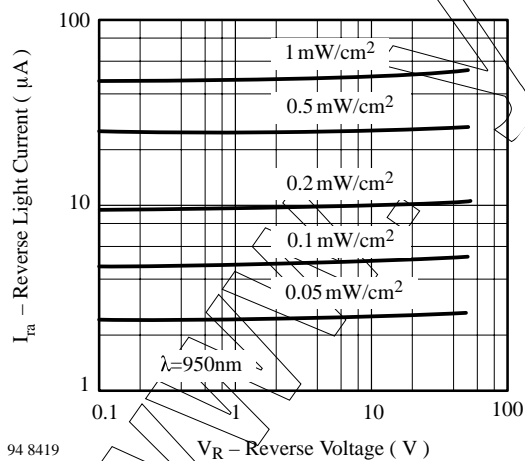 100
1 mW/cm2
0.5 mW/cm2
10
0.2 mW/cm2
0.1 mW/cm2
0.05 mW/cm2
λ=950nm
1
0.1
1
10
100
Ira – Reverse Light Current ( μA )
94 8419
VR – Reverse Voltage ( V )